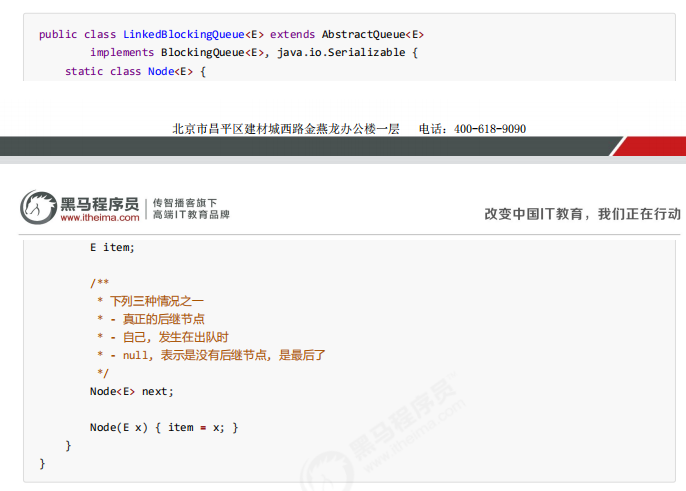 public class LinkedBlockingQueue<E> extends AbstractQueue<E>
        implements BlockingQueue<E>, java.io.Serializable {
    static class Node<E> {
北京市昌平区建材城西路金燕龙办公楼一层    电话：400-618-9090
黑马程序员
www.itheima.com
传智播客旗下
高端IT教育品牌
改变中国IT教育，我们正在行动
        E item;
        /**
         * 下列三种情况之一
         * - 真正的后继节点
         * - 自己, 发生在出队时
         * - null, 表示是没有后继节点, 是最后了
         */
        Node<E> next;
        Node(E x) { item = x; }
    }
}
黑马程序员
www.itheima.com